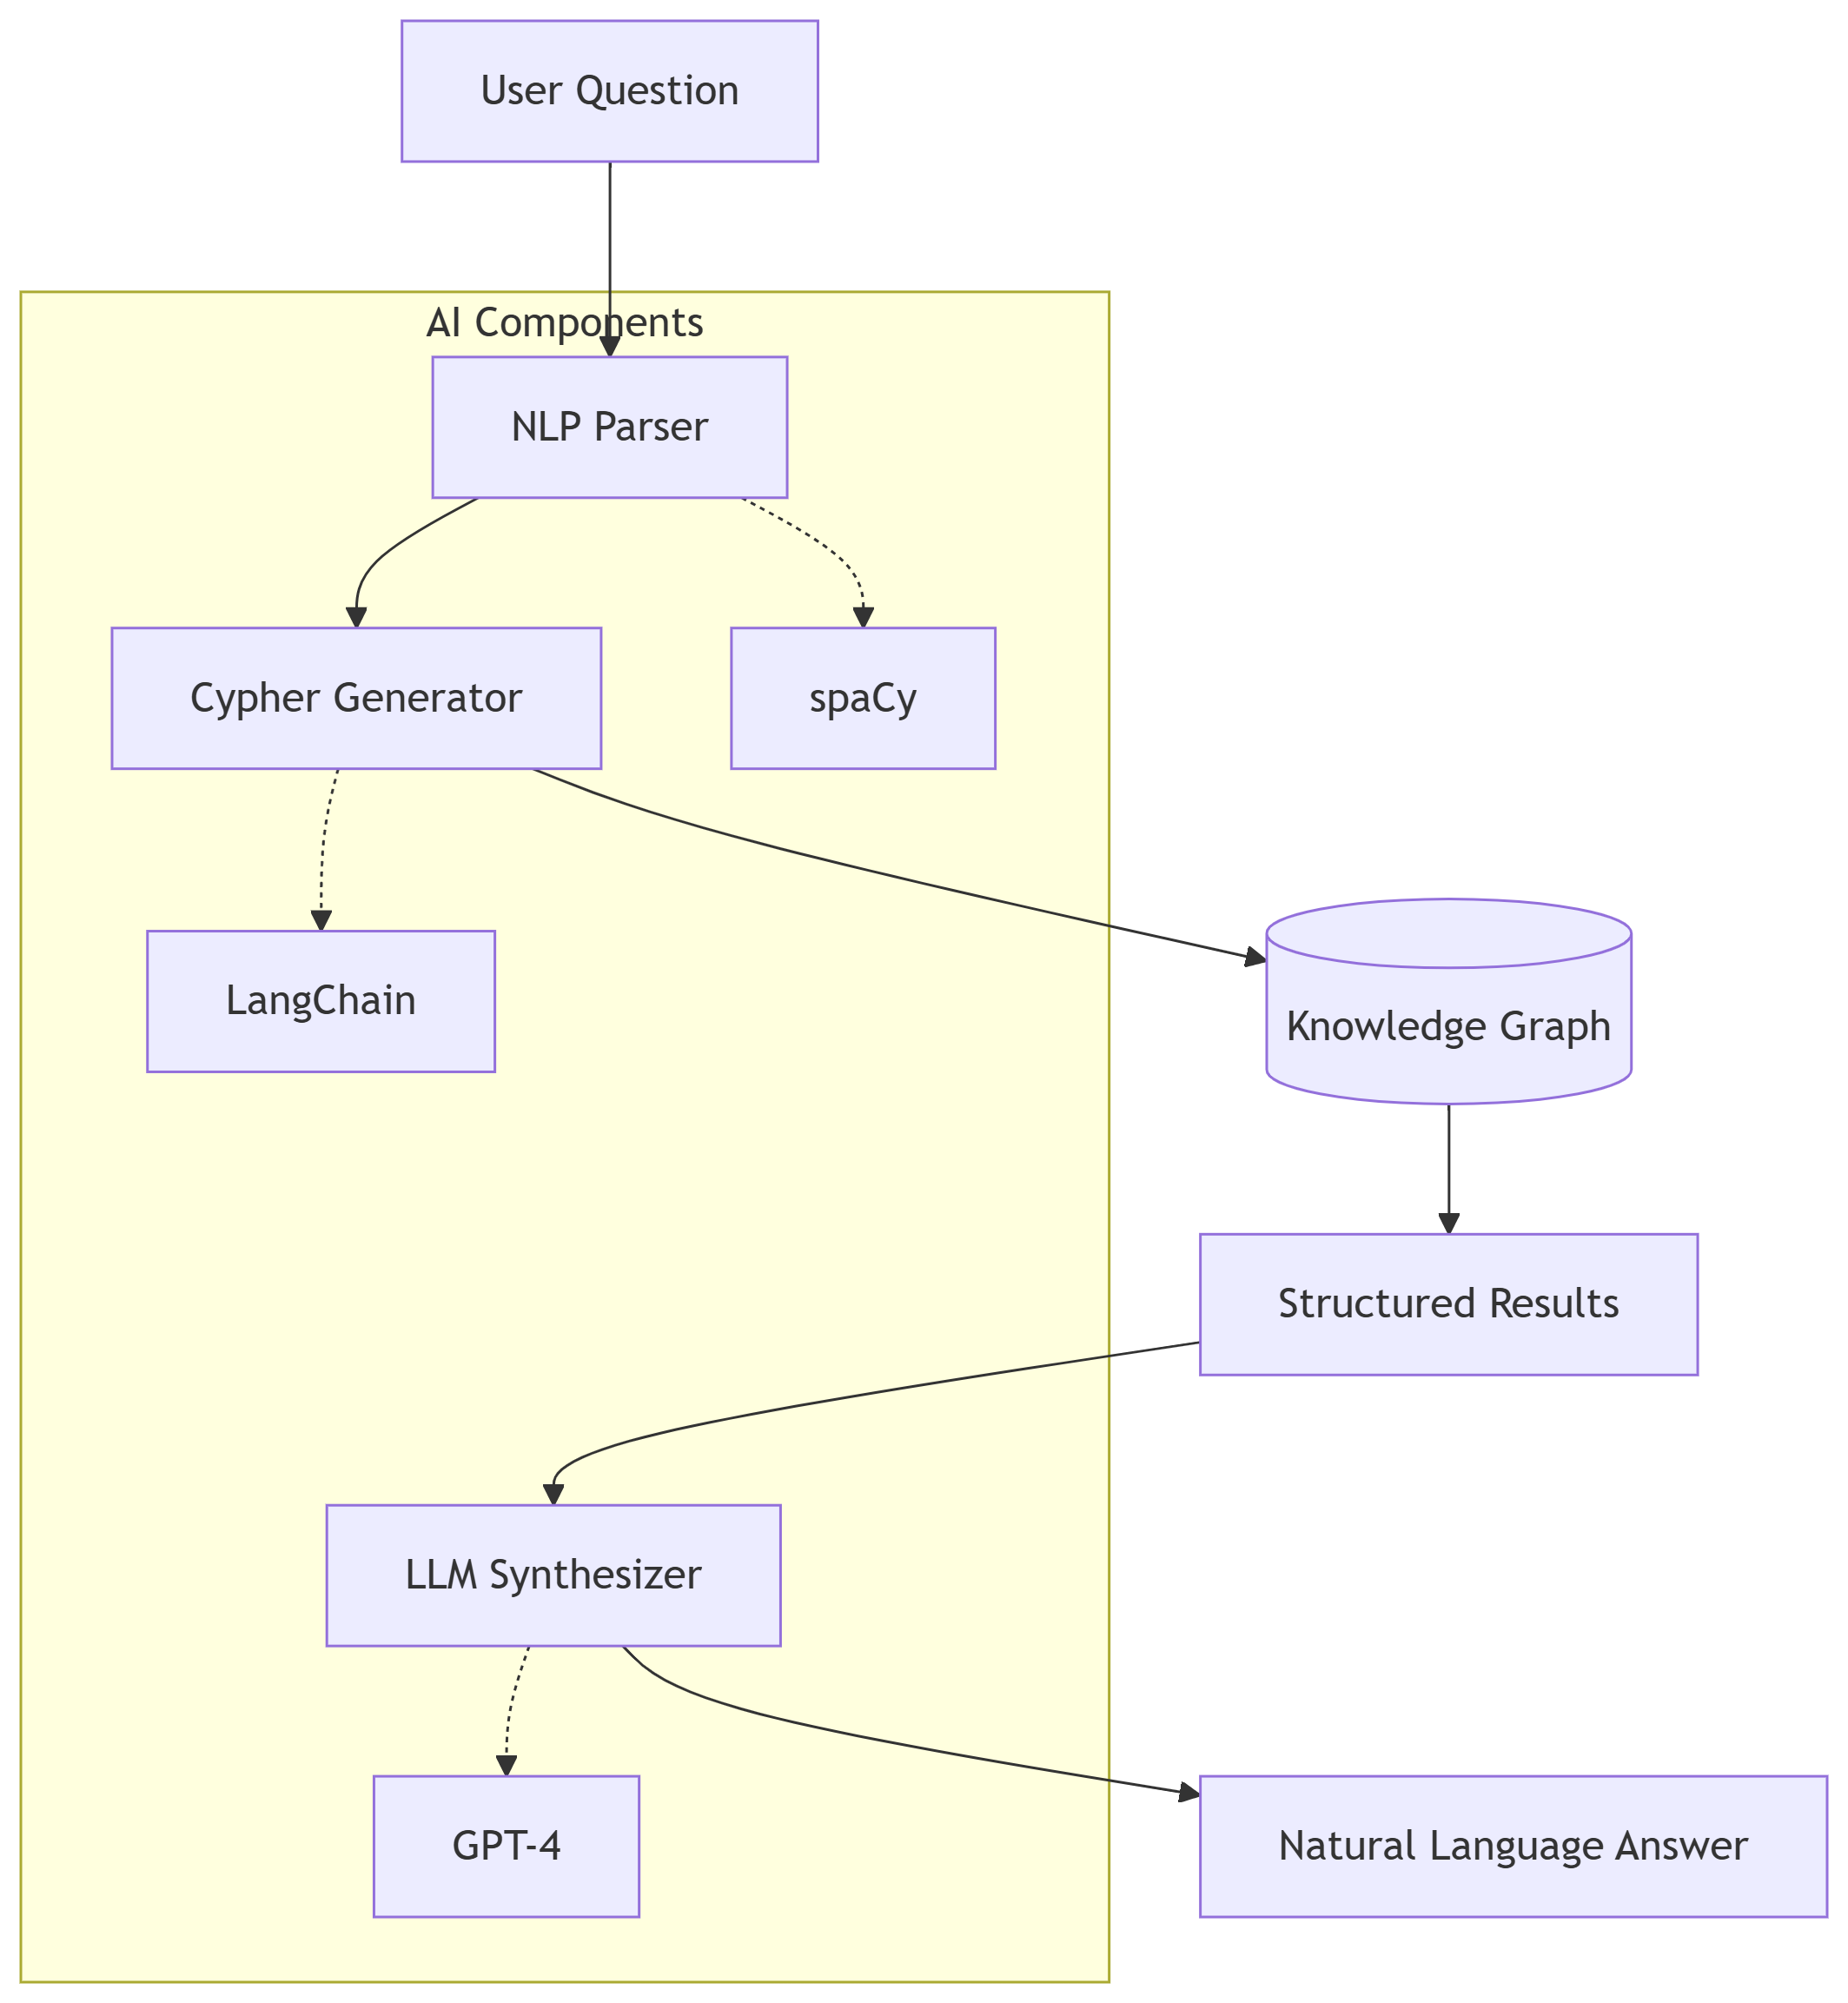 User Question
AI Components
NLP Parser
Cypher Generator
spaCy
LangChain
Knowledge Graph
Structured Results
LLM Synthesizer
GPT-4
Natural Language Answer